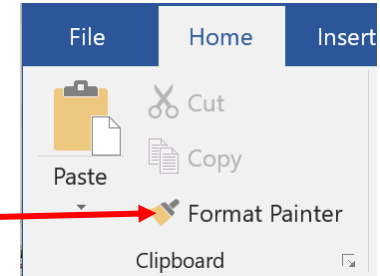 File Home Insert
Cut
Copy
Paste
Format Painter
Clipboard